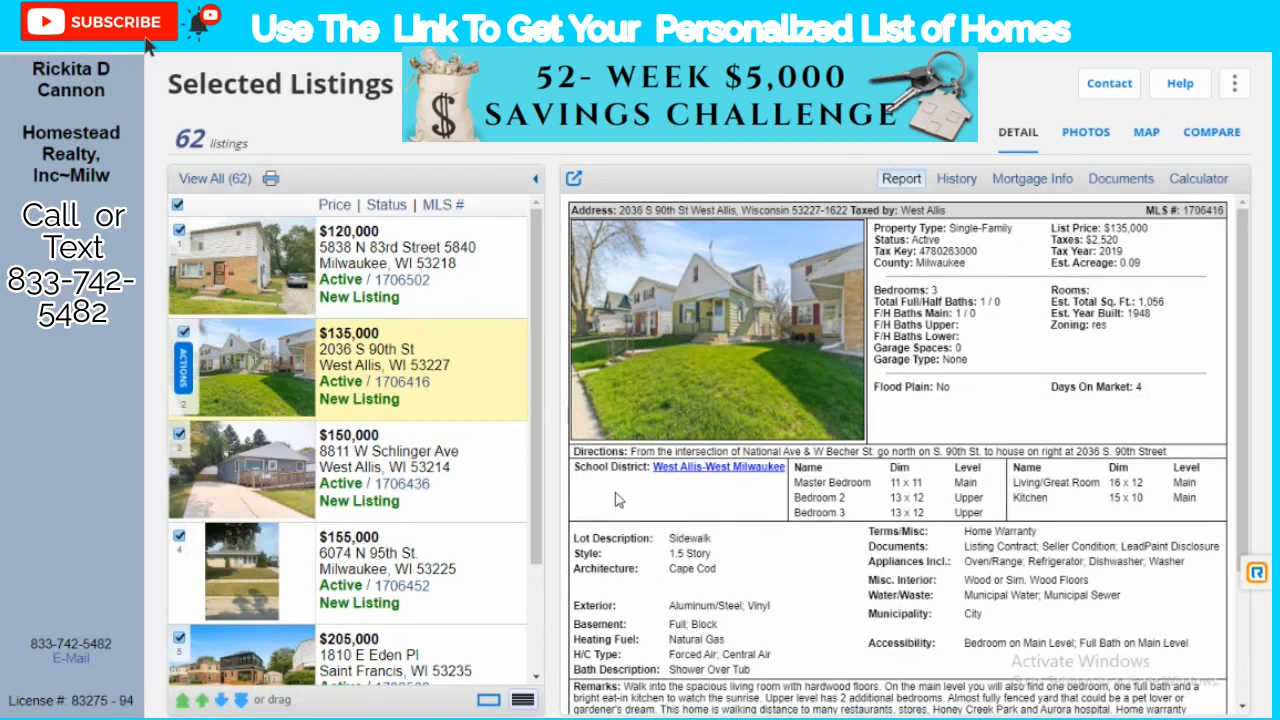 SUBSCRIBE
Use The Link To Get Your Personalized List of Homes
52- WEEK $5,000
SAVINGS CHALLENGE
$
Rickita D
Cannon
Homestead
Realty,
Inc~Milw
Call or
Text
833-742-
5482
833-742-5482
E-Mail
License #: 83275 - 94
Selected Listings
Contact
Help
62 listings
DETAIL
PHOTOS
MAP
COMPARE
View All (62)
Price | Status | MLS #
1
$120,000
5838 N 83rd Street 5840
Milwaukee, WI 53218
Active / 1706502
New Listing
ACTIONS
2
$135,000
2036 S 90th St
West Allis, WI 53227
Active / 1706416
New Listing
3
$150,000
8811 W Schlinger Ave
West Allis, WI 53214
Active / 1706436
New Listing
4
$155,000
6074 N 95th St.
Milwaukee, WI 53225
Active / 1706452
New Listing
5
$205,000
1810 E Eden Pl
Saint Francis, WI 53235
or drag
Report
History
Mortgage Info
Documents
Calculator
Address: 2036 S 90th St West Allis, Wisconsin 53227-1622 Taxed by: West Allis MLS #: 1706416
Property Type: Single-Family
Status: Active
Tax Key: 4780263000
County: Milwaukee
List Price: $135,000
Taxes: $2,520
Tax Year: 2019
Est. Acreage: 0.09
Bedrooms: 3
Total Full/Half Baths: 1 / 0
F/H Baths Main: 1 / 0
F/H Baths Upper:
F/H Baths Lower:
Garage Spaces: 0
Garage Type: None
Rooms:
Est. Total Sq. Ft.: 1,056
Est. Year Built: 1948
Zoning: res
Flood Plain: No
Days On Market: 4
Directions: From the intersection of National Ave & W Becher St: go north on S. 90th St. to house on right at 2036 S. 90th Street
School District: West Allis-West Milwaukee
Name Dim Level
Master Bedroom 11 x 11 Main
Bedroom 2 13 x 12 Upper
Bedroom 3 13 x 12 Upper
Name Dim Level
Living/Great Room 16 x 12 Main
Kitchen 15 x 10 Main
Lot Description: Sidewalk
Style: 1.5 Story
Architecture: Cape Cod
Exterior: Aluminum/Steel; Vinyl
Basement: Full; Block
Heating Fuel: Natural Gas
H/C Type: Forced Air; Central Air
Bath Description: Shower Over Tub
Terms/Misc: Home Warranty
Documents: Listing Contract; Seller Condition; LeadPaint Disclosure
Appliances Incl.: Oven/Range; Refrigerator; Dishwasher; Washer
Misc. Interior: Wood or Sim. Wood Floors
Water/Waste: Municipal Water; Municipal Sewer
Municipality: City
Accessibility: Bedroom on Main Level; Full Bath on Main Level
Activate Windows
Remarks: Walk into the spacious living room with hardwood floors. On the main level you will also find one bedroom, one full bath and a
bright eat-in kitchen to watch the sunrise. Upper level has 2 additional bedrooms. Almost fully fenced yard that could be a pet lover or
gardener's dream. This home is walking distance to many restaurants, stores, Honey Creek Park and Aurora hospital. Home warranty